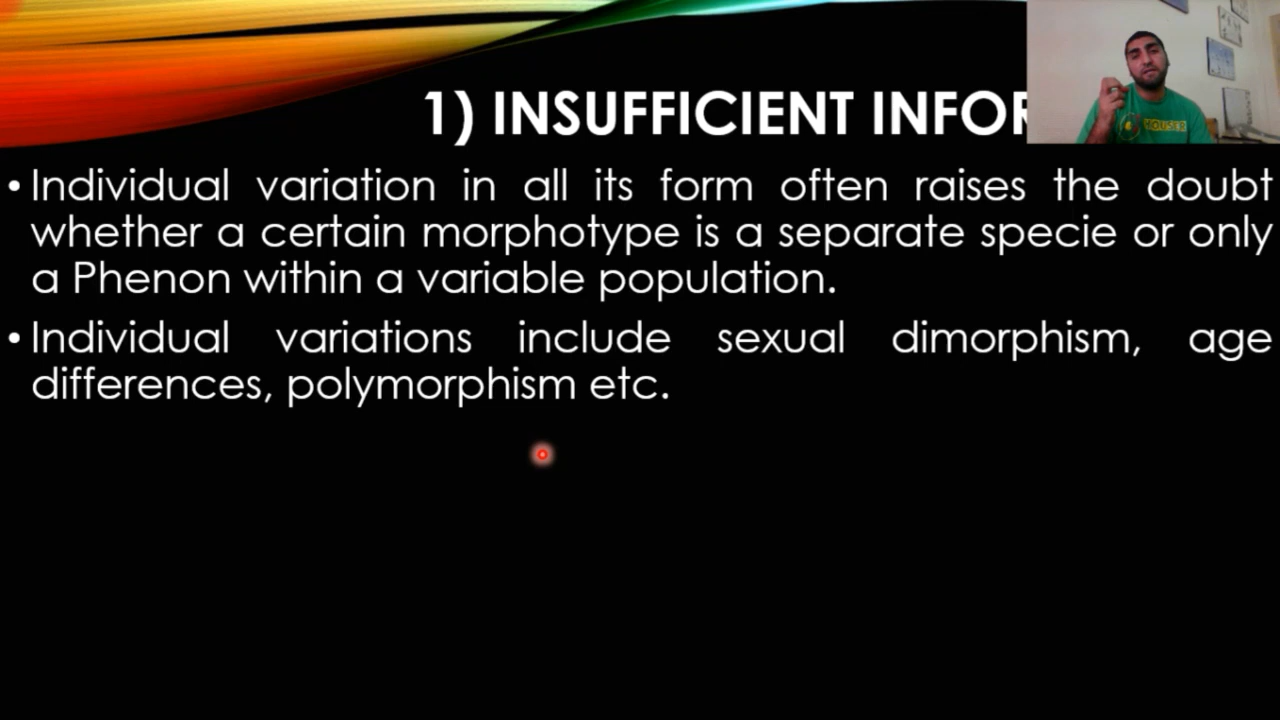 1) INSUFFICIENT INFOR
• Individual variation in all its form often raises the doubt
whether a certain morphotype is a separate specie or only
a Phenon within a variable population.
• Individual variations include sexual dimorphism, age
differences, polymorphism etc.
HOUSER